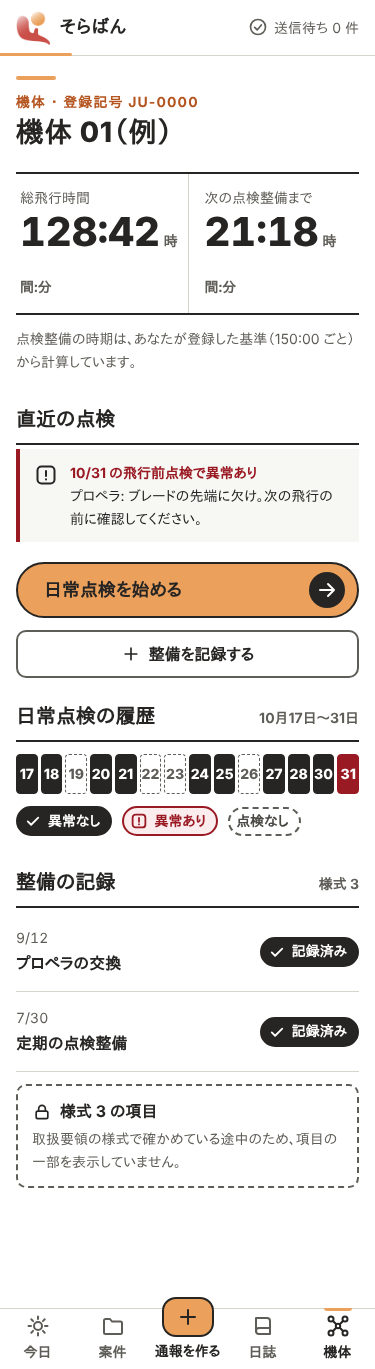 そらばん
送信待ち 0 件
機体 · 登録記号 JU-0000
機体 01（例）
総飛行時間
128:42 時
間:分
次の点検整備まで
21:18 時
間:分
点検整備の時期は、あなたが登録した基準（150:00 ごと）
から計算しています。
直近の点検
10/31 の飛行前点検で異常あり
プロペラ: ブレードの先端に欠け。次の飛行の
前に確認してください。
日常点検を始める
整備を記録する
日常点検の履歴
10月17日〜31日
17 18 19 20 21 22 23 24 25 26 27 28 30 31
異常なし
異常あり
点検なし
整備の記録
様式 3
9/12
プロペラの交換
記録済み
7/30
定期の点検整備
記録済み
様式 3 の項目
取扱要領の様式で確かめている途中のため、項目の
一部を表示していません。
今日
案件
通報を作る
日誌
機体